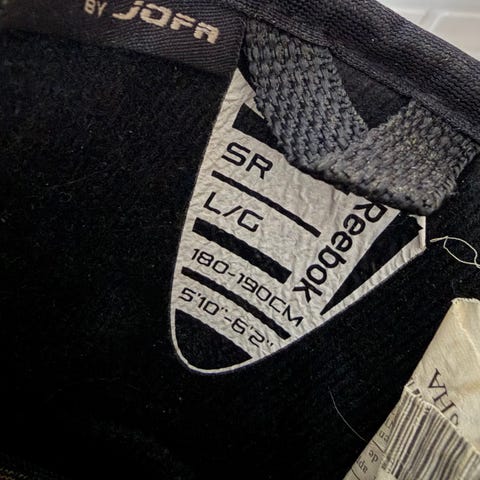 BY JOFA
SR
L/G
180-190CM
5'10"-6'2"
Reebok